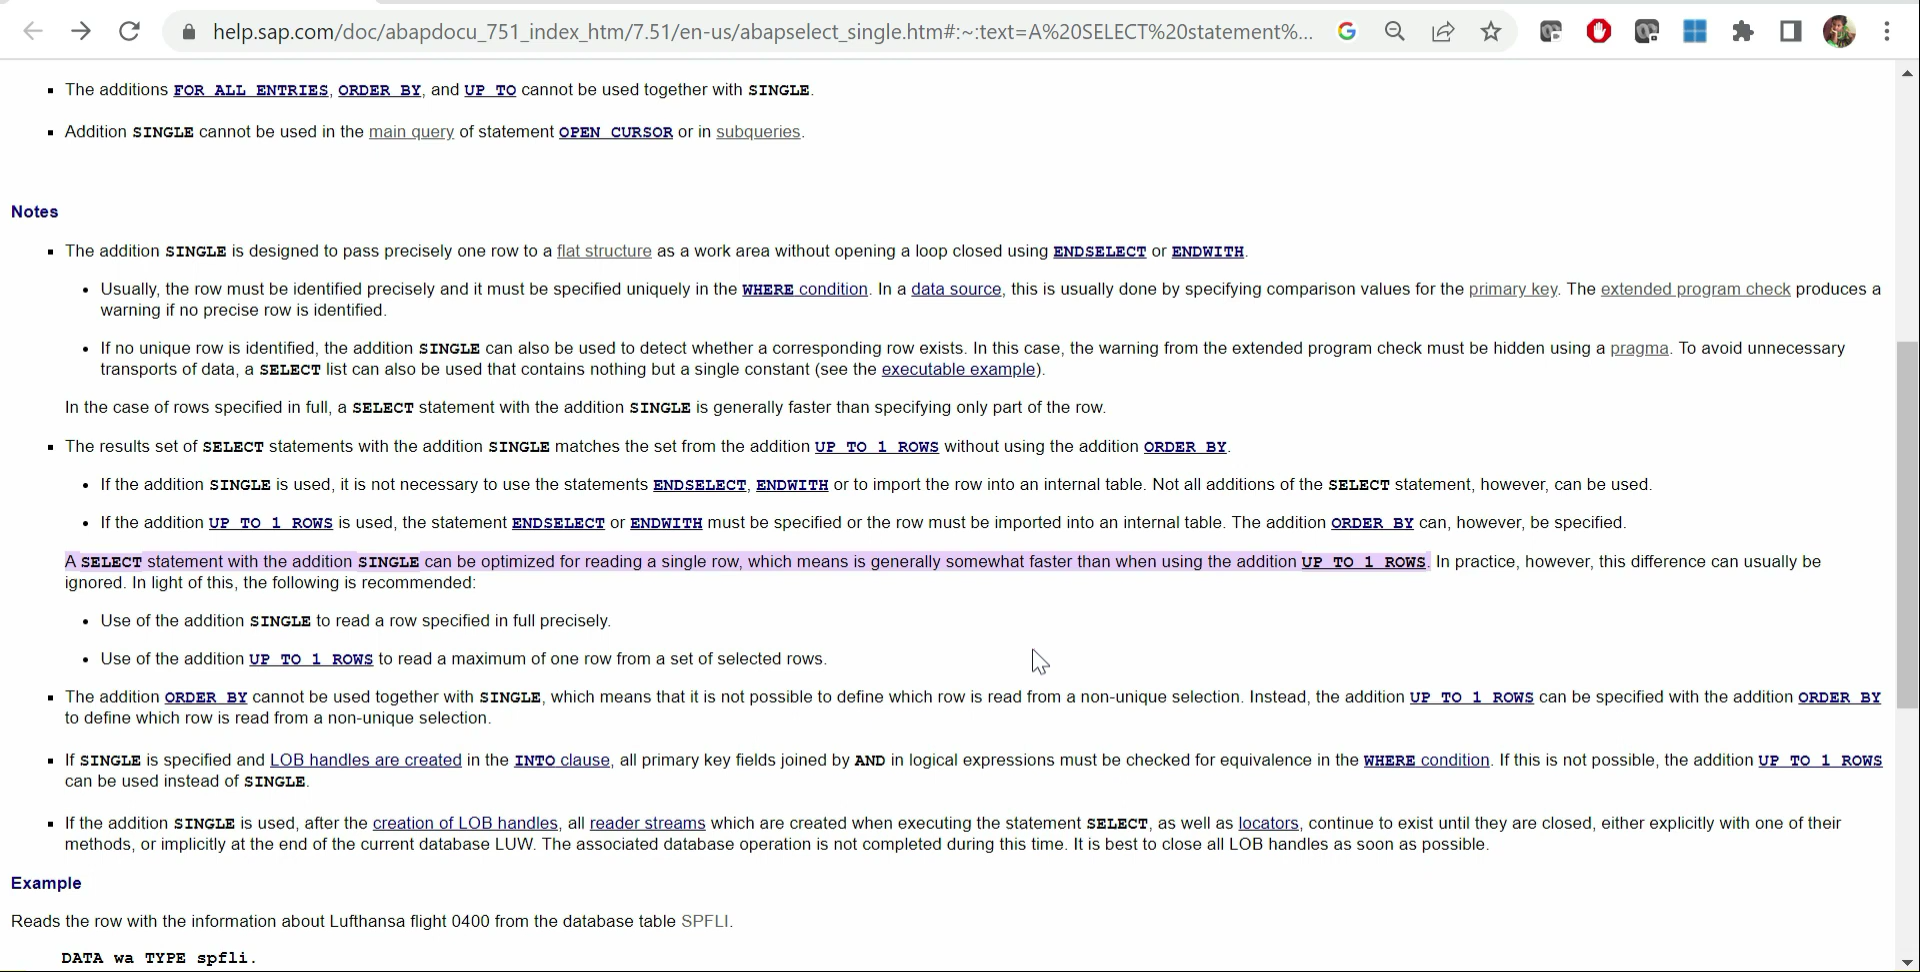 help.sap.com/doc/abapdocu_751_index_htm/7.51/en-us/abapselect_single.htm#:~:text=A%20SELECT%20statement%...
The additions FOR ALL ENTRIES, ORDER BY, and UP TO cannot be used together with SINGLE.
Addition SINGLE cannot be used in the main query of statement OPEN CURSOR or in subqueries.
Notes
The addition SINGLE is designed to pass precisely one row to a flat structure as a work area without opening a loop closed using ENDSELECT or ENDWITH.
Usually, the row must be identified precisely and it must be specified uniquely in the WHERE condition. In a data source, this is usually done by specifying comparison values for the primary key. The extended program check produces a
warning if no precise row is identified.
If no unique row is identified, the addition SINGLE can also be used to detect whether a corresponding row exists. In this case, the warning from the extended program check must be hidden using a pragma. To avoid unnecessary
transports of data, a SELECT list can also be used that contains nothing but a single constant (see the executable example).
In the case of rows specified in full, a SELECT statement with the addition SINGLE is generally faster than specifying only part of the row.
The results set of SELECT statements with the addition SINGLE matches the set from the addition UP TO 1 ROWS without using the addition ORDER BY.
If the addition SINGLE is used, it is not necessary to use the statements ENDSELECT, ENDWITH or to import the row into an internal table. Not all additions of the SELECT statement, however, can be used.
If the addition UP TO 1 ROWS is used, the statement ENDSELECT or ENDWITH must be specified or the row must be imported into an internal table. The addition ORDER BY can, however, be specified.
A SELECT statement with the addition SINGLE can be optimized for reading a single row, which means is generally somewhat faster than when using the addition UP TO 1 ROWS. In practice, however, this difference can usually be
ignored. In light of this, the following is recommended:
Use of the addition SINGLE to read a row specified in full precisely.
Use of the addition UP TO 1 ROWS to read a maximum of one row from a set of selected rows.
The addition ORDER BY cannot be used together with SINGLE, which means that it is not possible to define which row is read from a non-unique selection. Instead, the addition UP TO 1 ROWS can be specified with the addition ORDER BY
to define which row is read from a non-unique selection.
If SINGLE is specified and LOB handles are created in the INTO clause, all primary key fields joined by AND in logical expressions must be checked for equivalence in the WHERE condition. If this is not possible, the addition UP TO 1 ROWS
can be used instead of SINGLE.
If the addition SINGLE is used, after the creation of LOB handles, all reader streams which are created when executing the statement SELECT, as well as locators, continue to exist until they are closed, either explicitly with one of their
methods, or implicitly at the end of the current database LUW. The associated database operation is not completed during this time. It is best to close all LOB handles as soon as possible.
Example
Reads the row with the information about Lufthansa flight 0400 from the database table SPFLI.
DATA wa TYPE spfli.